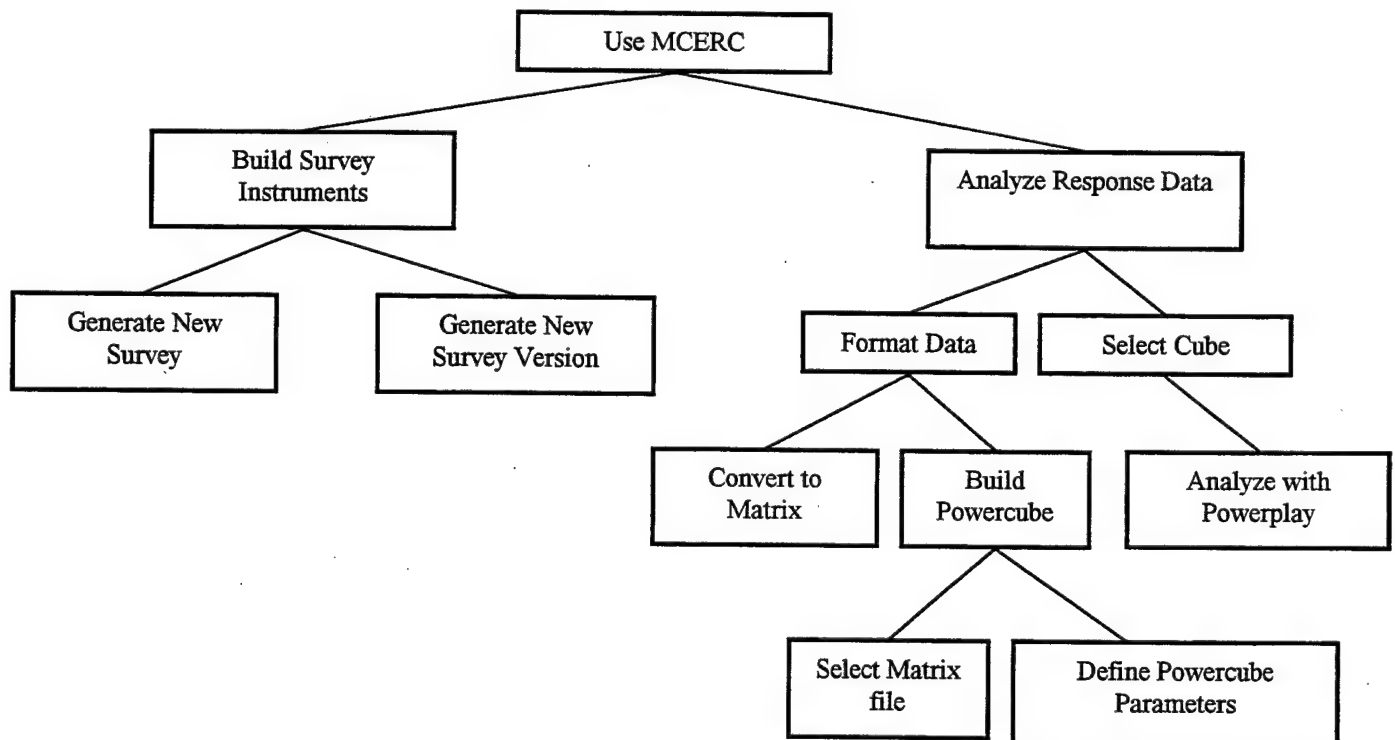 Use MCERC
Build Survey
Instruments
Analyze Response Data
Generate New
Survey
Generate New
Survey Version
Format Data
Select Cube
Convert to
Matrix
Build
Powercube
Analyze with
Powerplay
Select Matrix
file
Define Powercube
Parameters